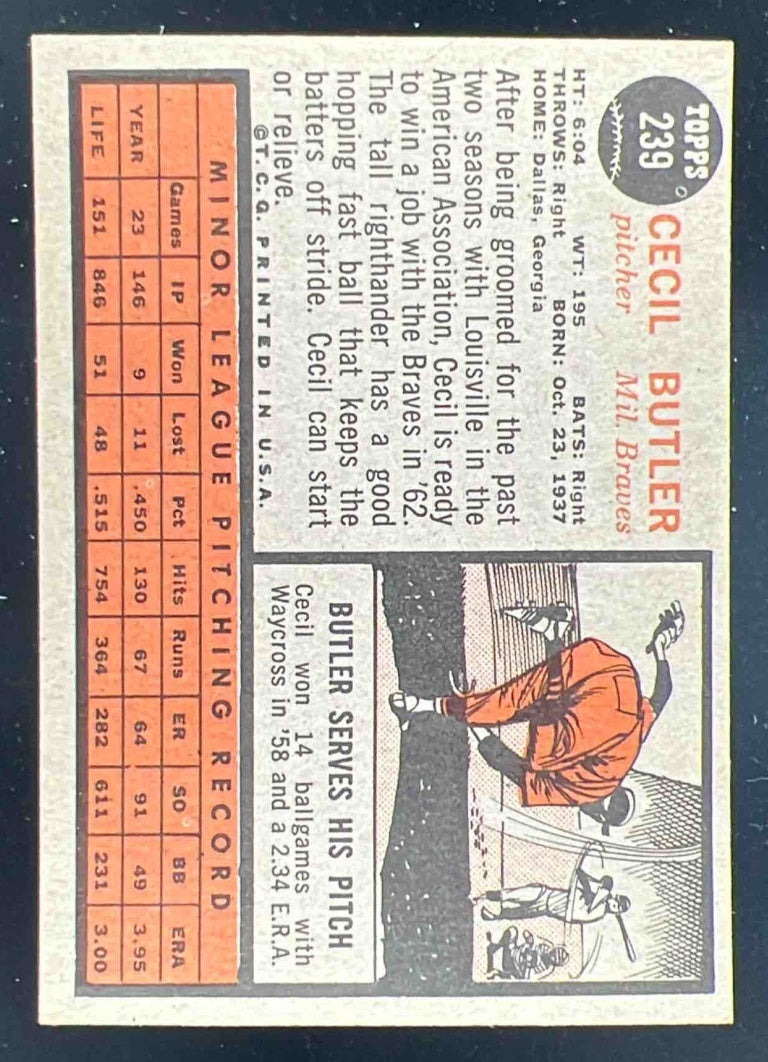 TOPPS
239
CECIL BUTLER
pitcher Mil. Braves
HT: 6:04 WT: 195 BATS: Right
THROWS: Right BORN: Oct. 23, 1937
HOME: Dallas, Georgia
After being groomed for the past
two seasons with Louisville in the
American Association, Cecil is ready
to win a job with the Braves in '62.
The tall righthander has a good
hopping fast ball that keeps the
batters off stride. Cecil can start
or relieve.
©T.C.G. PRINTED IN U.S.A.
BUTLER SERVES HIS PITCH
Cecil won 14 ballgames with
Waycross in '58 and a 2.34 E.R.A.
MINOR LEAGUE PITCHING RECORD
Games IP Won Lost Pct Hits Runs ER SO BB ERA
YEAR 23 146 9 11 .450 130 67 64 91 49 3.95
LIFE 151 846 51 48 .515 754 364 282 611 231 3.00